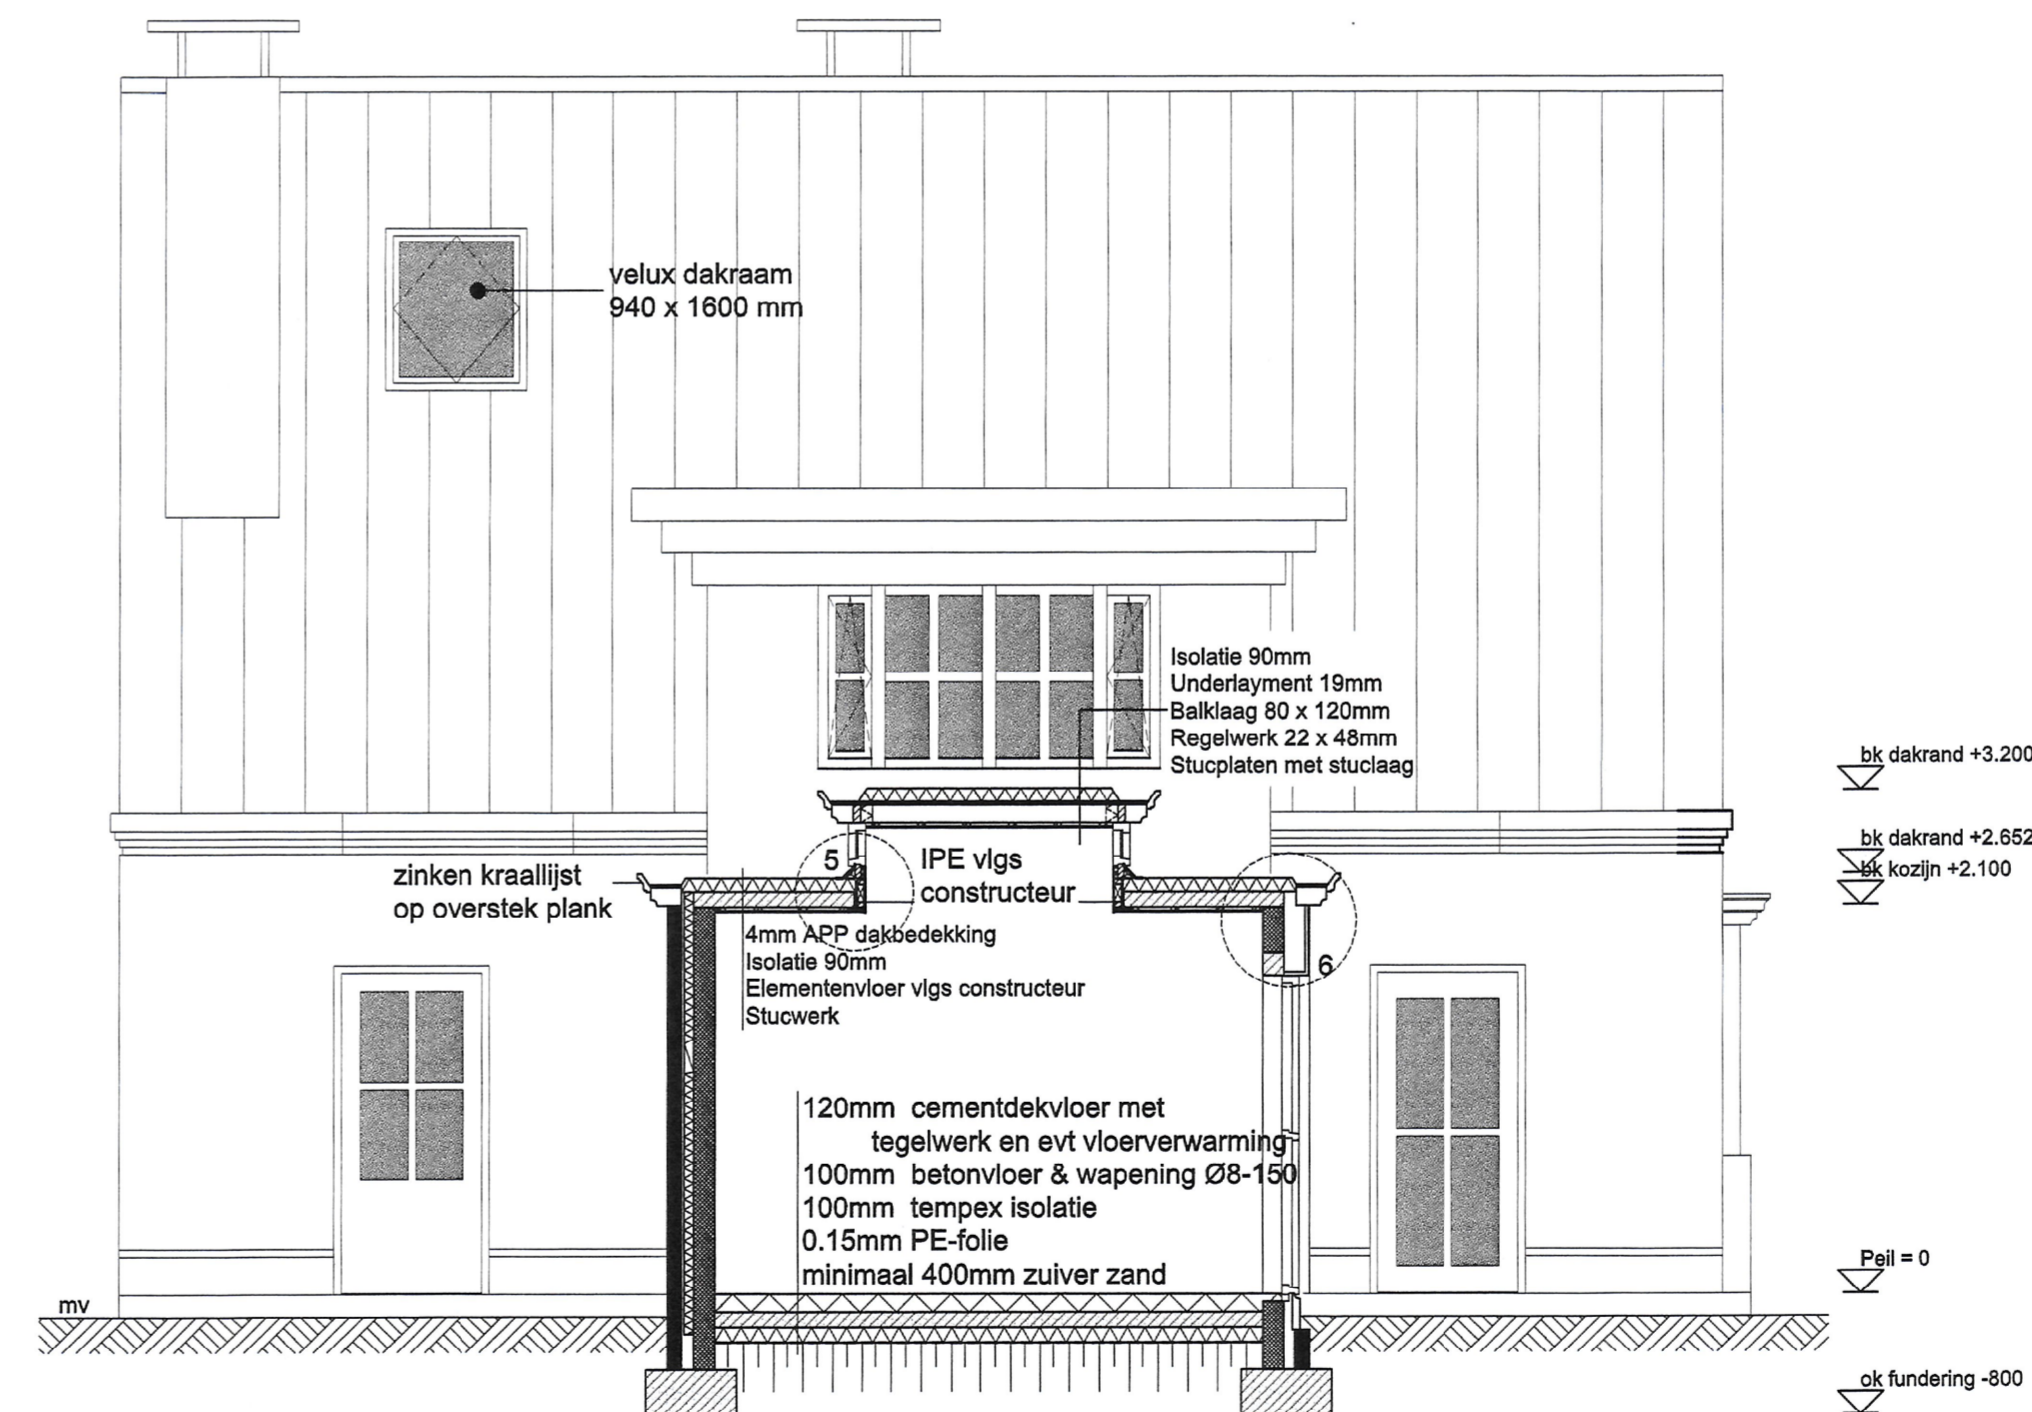 velux dakraam
940 x 1600 mm
Isolatie 90mm
Underlayment 19mm
Balklaag 80 x 120mm
Regelwerk 22 x 48mm
Stucplaten met stuclaag
bk dakrand +3.200
bk dakrand +2.652
bk kozijn +2.100
5
IPE vlgs
constructeur
zinken kraallijst
op overstek plank
4mm APP dakbedekking
Isolatie 90mm
Elementenvloer vlgs constructeur
Stucwerk
6
120mm cementdekvloer met
tegelwerk en evt vloerverwarming
100mm betonvloer & wapening Ø8-150
100mm tempex isolatie
0.15mm PE-folie
minimaal 400mm zuiver zand
Peil = 0
mv
ok fundering -800